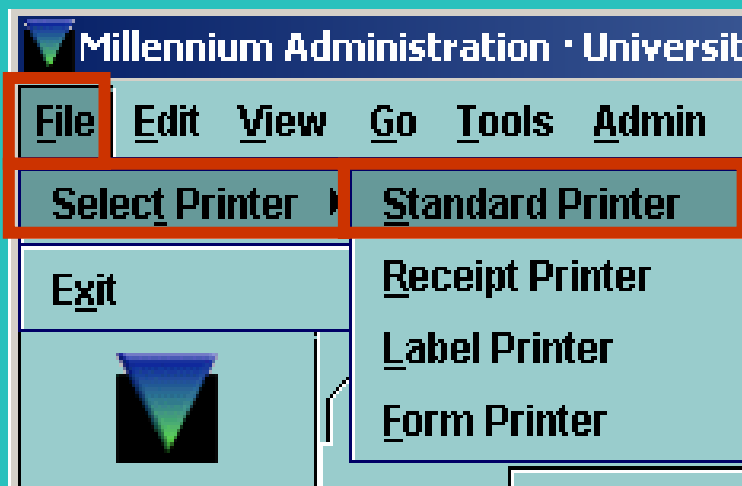 Millennium Administration · Universit
File Edit View Go Tools Admin
Select Printer Standard Printer
Exit
Receipt Printer
Label Printer
Form Printer